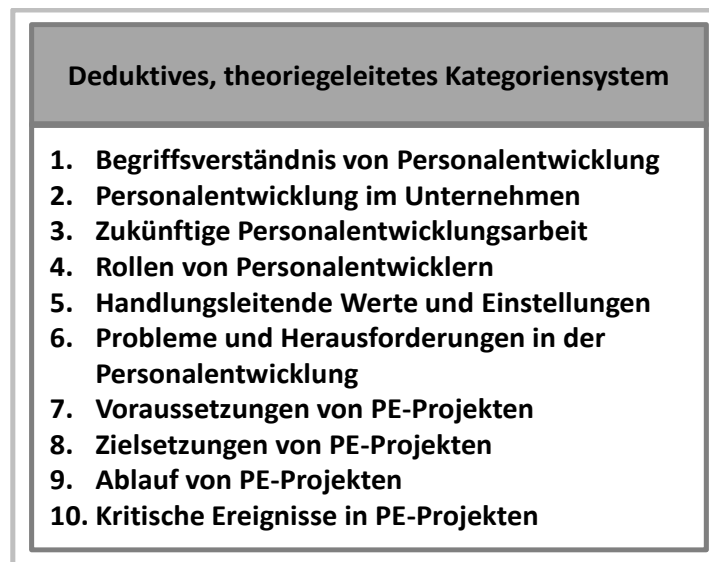 Deduktives, theoriegeleitetes Kategoriensystem
1. Begriffsverständnis von Personalentwicklung
2. Personalentwicklung im Unternehmen
3. Zukünftige Personalentwicklungsarbeit
4. Rollen von Personalentwicklern
5. Handlungsleitende Werte und Einstellungen
6. Probleme und Herausforderungen in der
Personalentwicklung
7. Voraussetzungen von PE-Projekten
8. Zielsetzungen von PE-Projekten
9. Ablauf von PE-Projekten
10. Kritische Ereignisse in PE-Projekten